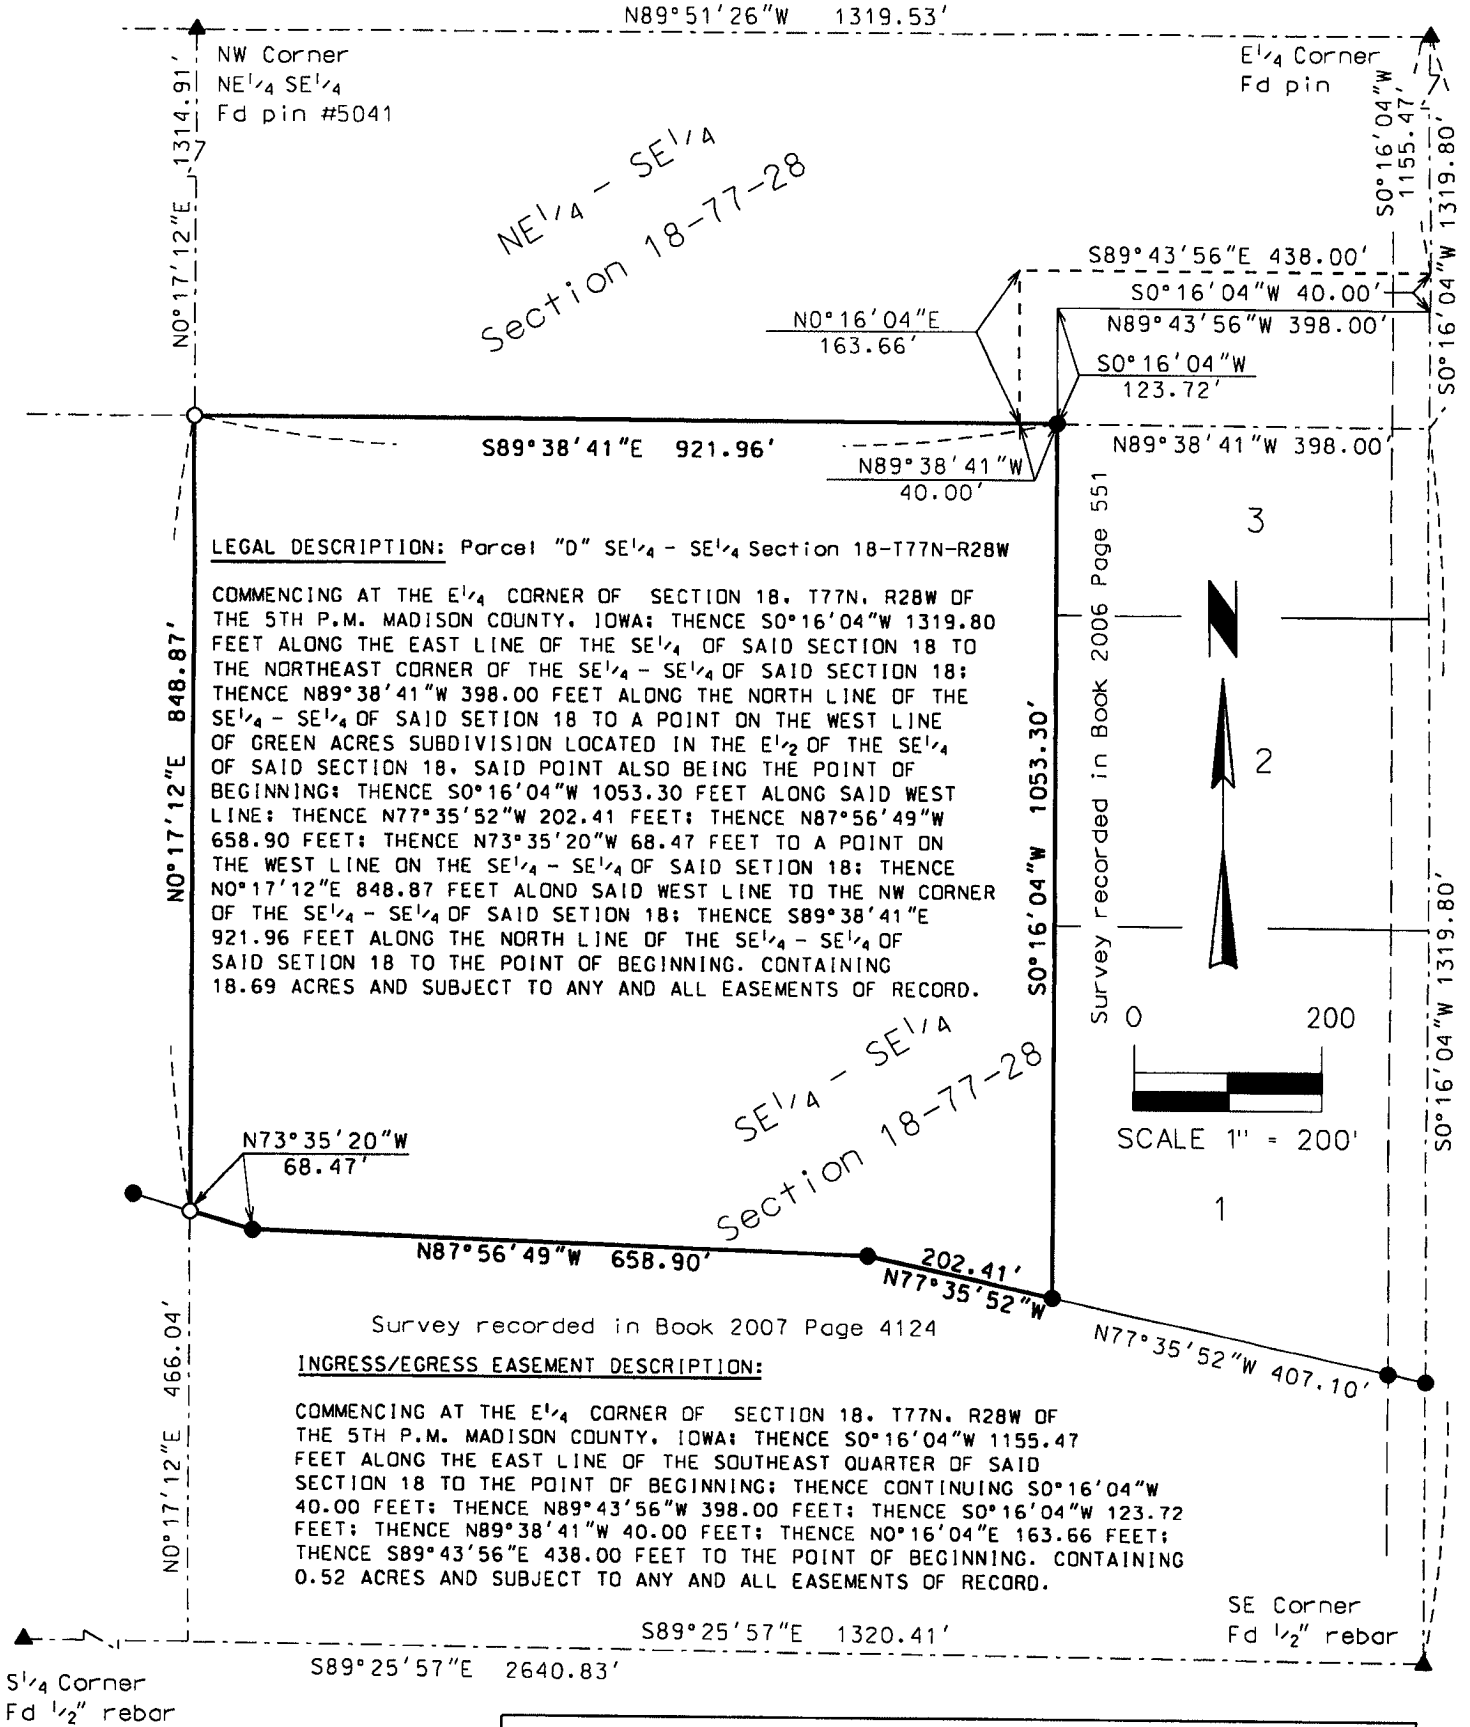 N89°51'26"W 1319.53'
NW Corner
NE1/4 SE1/4
Fd pin #5041
E1/4 Corner
Fd pin
N0°17'12"E 1314.91'
S0°16'04"W
1155.47'
S0°16'04"W 1319.80'
NE1/4 - SE1/4
Section 18-77-28
S89°43'56"E 438.00'
S0°16'04"W 40.00'
N89°43'56"W 398.00'
N0°16'04"E
163.66'
S0°16'04"W
123.72'
S89°38'41"E 921.96'
N89°38'41"W
40.00'
N89°38'41"W 398.00'
LEGAL DESCRIPTION: Parcel "D" SE1/4 - SE1/4 Section 18-T77N-R28W
COMMENCING AT THE E1/4 CORNER OF SECTION 18, T77N, R28W OF
THE 5TH P.M. MADISON COUNTY, IOWA; THENCE S0°16'04"W 1319.80
FEET ALONG THE EAST LINE OF THE SE1/4 OF SAID SECTION 18 TO
THE NORTHEAST CORNER OF THE SE1/4 - SE1/4 OF SAID SECTION 18;
THENCE N89°38'41"W 398.00 FEET ALONG THE NORTH LINE OF THE
SE1/4 - SE1/4 OF SAID SETION 18 TO A POINT ON THE WEST LINE
OF GREEN ACRES SUBDIVISION LOCATED IN THE E1/2 OF THE SE1/4
OF SAID SECTION 18, SAID POINT ALSO BEING THE POINT OF
BEGINNING; THENCE S0°16'04"W 1053.30 FEET ALONG SAID WEST
LINE; THENCE N77°35'52"W 202.41 FEET; THENCE N87°56'49"W
658.90 FEET; THENCE N73°35'20"W 68.47 FEET TO A POINT ON
THE WEST LINE ON THE SE1/4 - SE1/4 OF SAID SETION 18; THENCE
N0°17'12"E 848.87 FEET ALOND SAID WEST LINE TO THE NW CORNER
OF THE SE1/4 - SE1/4 OF SAID SETION 18; THENCE S89°38'41"E
921.96 FEET ALONG THE NORTH LINE OF THE SE1/4 - SE1/4 OF
SAID SETION 18 TO THE POINT OF BEGINNING. CONTAINING
18.69 ACRES AND SUBJECT TO ANY AND ALL EASEMENTS OF RECORD.
N0°17'12"E 848.87'
S0°16'04"W 1053.30'
Survey recorded in Book 2006 Page 551
3
N
2
0 200
SCALE 1" = 200'
1
S0°16'04"W 1319.80'
SE1/4 - SE1/4
Section 18-77-28
N73°35'20"W
68.47'
N87°56'49"W 658.90'
202.41'
N77°35'52"W
N77°35'52"W 407.10'
N0°17'12"E 466.04'
Survey recorded in Book 2007 Page 4124
INGRESS/EGRESS EASEMENT DESCRIPTION:
COMMENCING AT THE E1/4 CORNER OF SECTION 18, T77N, R28W OF
THE 5TH P.M. MADISON COUNTY, IOWA; THENCE S0°16'04"W 1155.47
FEET ALONG THE EAST LINE OF THE SOUTHEAST QUARTER OF SAID
SECTION 18 TO THE POINT OF BEGINNING; THENCE CONTINUING S0°16'04"W
40.00 FEET; THENCE N89°43'56"W 398.00 FEET; THENCE S0°16'04"W 123.72
FEET; THENCE N89°38'41"W 40.00 FEET; THENCE N0°16'04"E 163.66 FEET;
THENCE S89°43'56"E 438.00 FEET TO THE POINT OF BEGINNING. CONTAINING
0.52 ACRES AND SUBJECT TO ANY AND ALL EASEMENTS OF RECORD.
SE Corner
Fd 1/2" rebar
S89°25'57"E 1320.41'
S89°25'57"E 2640.83'
S1/4 Corner
Fd 1/2" rebar